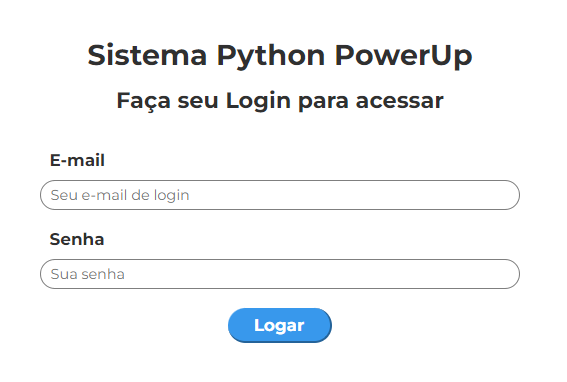 Sistema Python PowerUp
Faça seu Login para acessar
E-mail
Seu e-mail de login
Senha
Sua senha
Logar